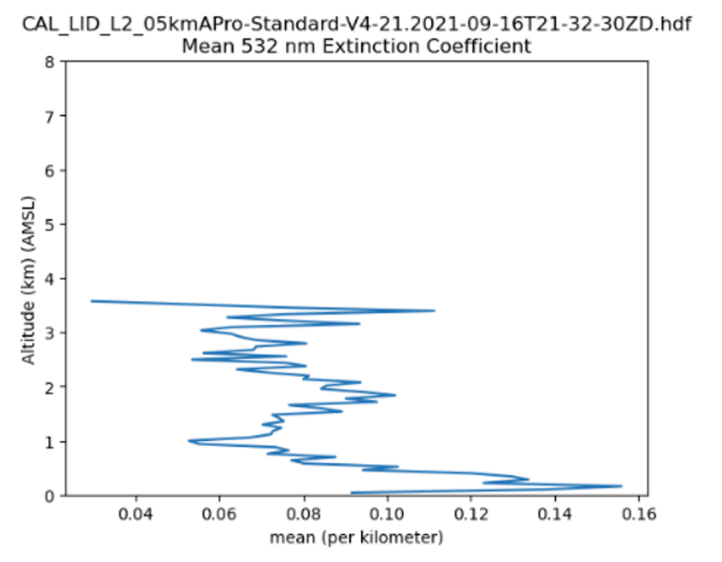 CAL_LID_L2_05kmAPro-Standard-V4-21.2021-09-16T21-32-30ZD.hdf
Mean 532 nm Extinction Coefficient
8
7
6
5
4
3
2
1
0
Altitude (km) (AMSL)
0.04 0.06 0.08 0.10 0.12 0.14 0.16
mean (per kilometer)